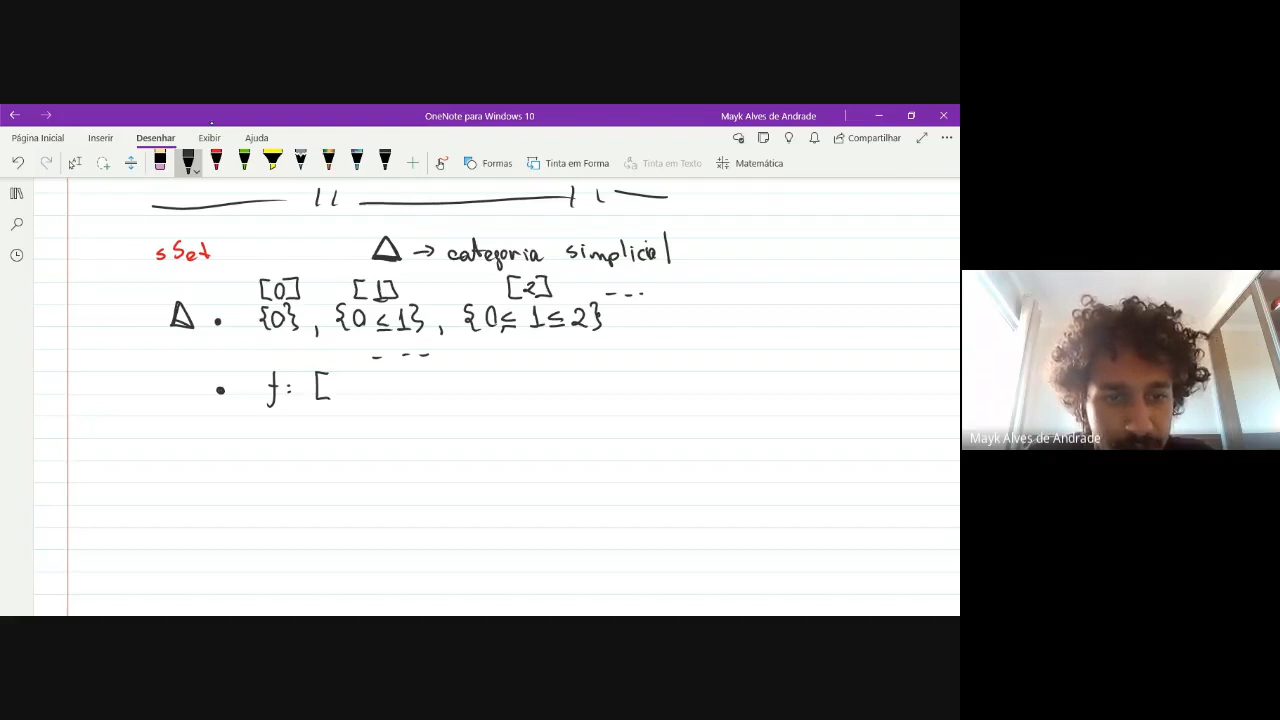 OneNote para Windows 10
Mayk Alves de Andrade
Página Inicial Inserir Desenhar Exibir Ajuda
Compartilhar
Formas Tinta em Forma Tinta em Texto Matemática
sSet Δ → categoria simplicial
[0] [1] [2] ---
Δ • {0}, {0 ≤ 1}, {0 ≤ 1 ≤ 2}
- - -
• f: [
Mayk Alves de Andrade